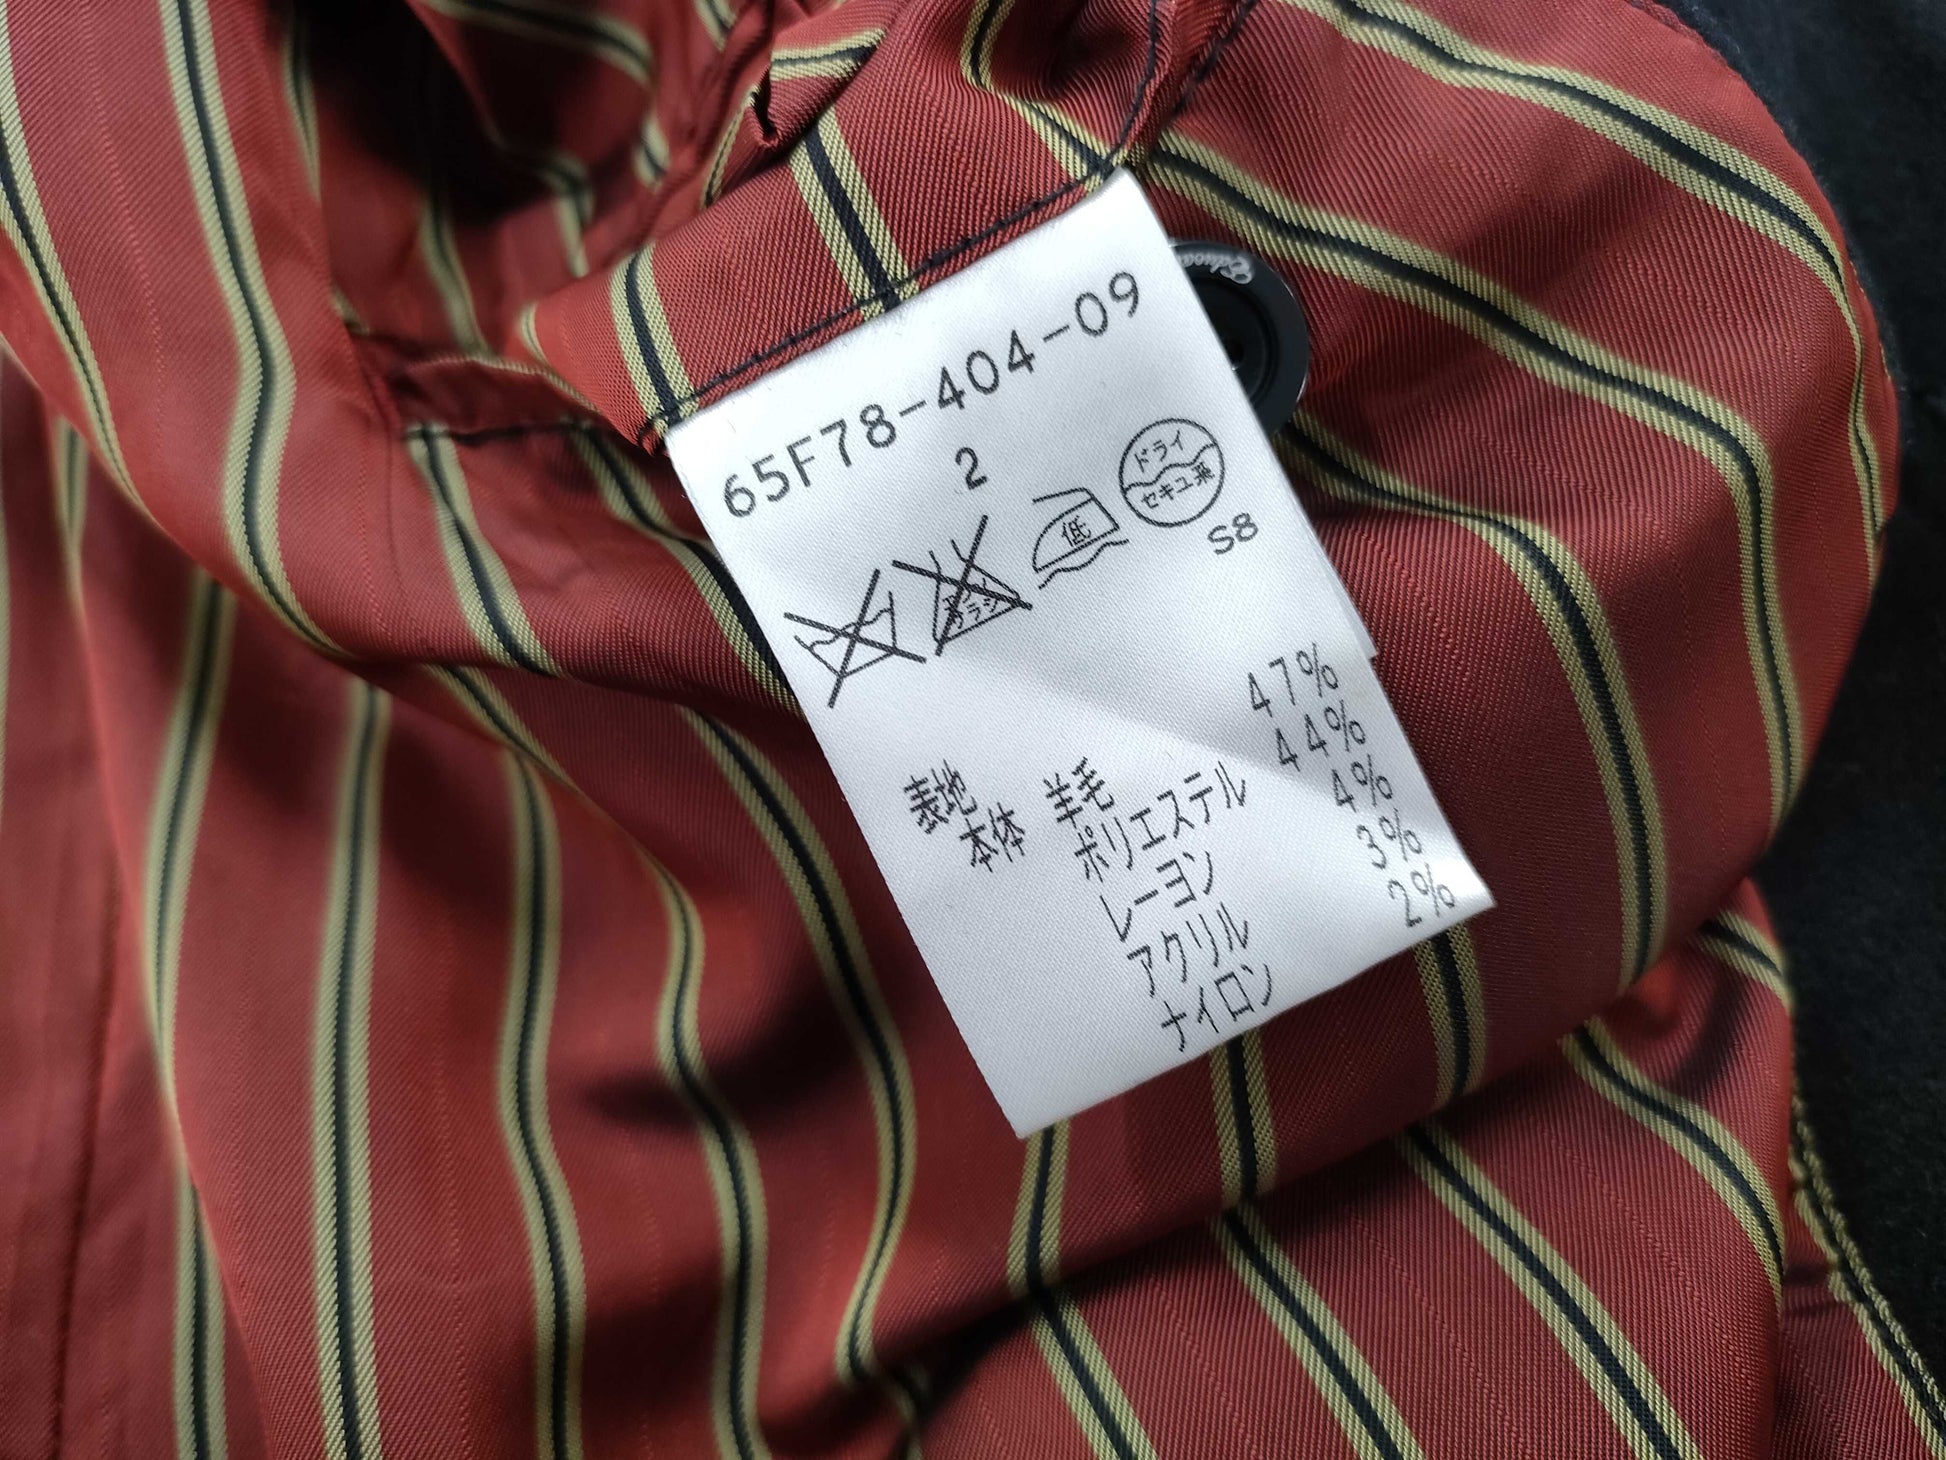 65F78-404-09
2
低
ドライ
セキユ系
S8
表地 羊毛 47%
本体 ポリエステル 44%
レーヨン 4%
アクリル 3%
ナイロン 2%